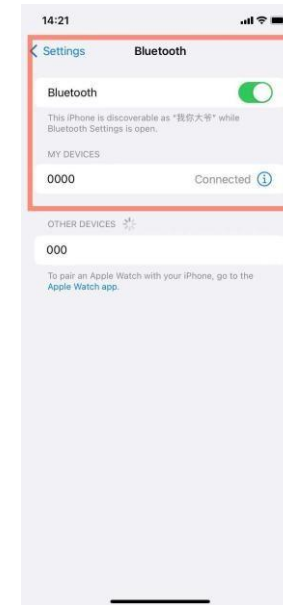 14:21
Settings Bluetooth
Bluetooth
This iPhone is discoverable as "我你大爷" while
Bluetooth Settings is open.
MY DEVICES
0000 Connected
OTHER DEVICES
000
To pair an Apple Watch with your iPhone, go to the
Apple Watch app.